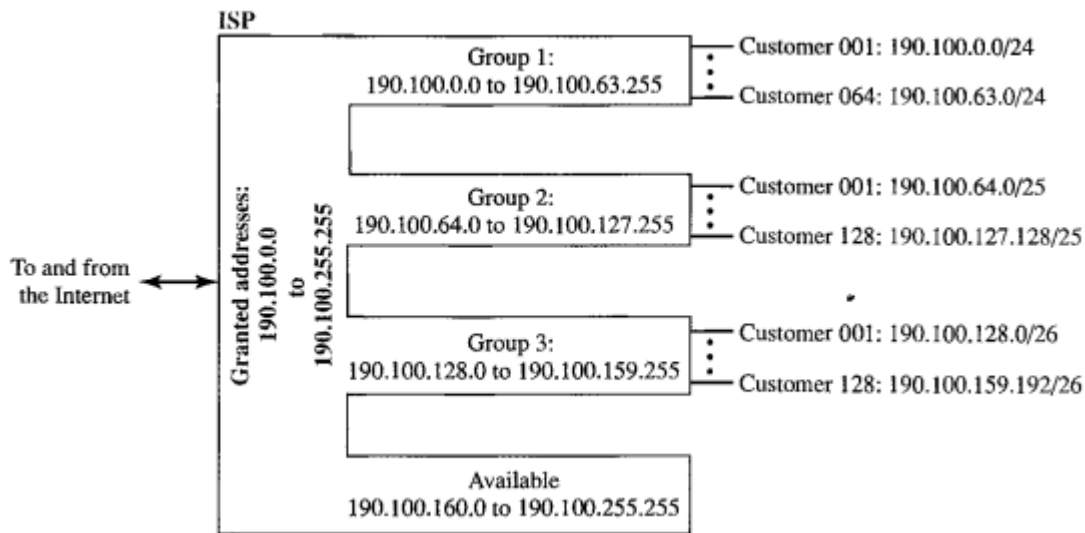 ISP
Group 1:
190.100.0.0 to 190.100.63.255
Customer 001: 190.100.0.0/24
Customer 064: 190.100.63.0/24
Group 2:
190.100.64.0 to 190.100.127.255
Customer 001: 190.100.64.0/25
Customer 128: 190.100.127.128/25
To and from
the Internet
Granted addresses:
190.100.0.0
to
190.100.255.255
Group 3:
190.100.128.0 to 190.100.159.255
Customer 001: 190.100.128.0/26
Customer 128: 190.100.159.192/26
Available
190.100.160.0 to 190.100.255.255